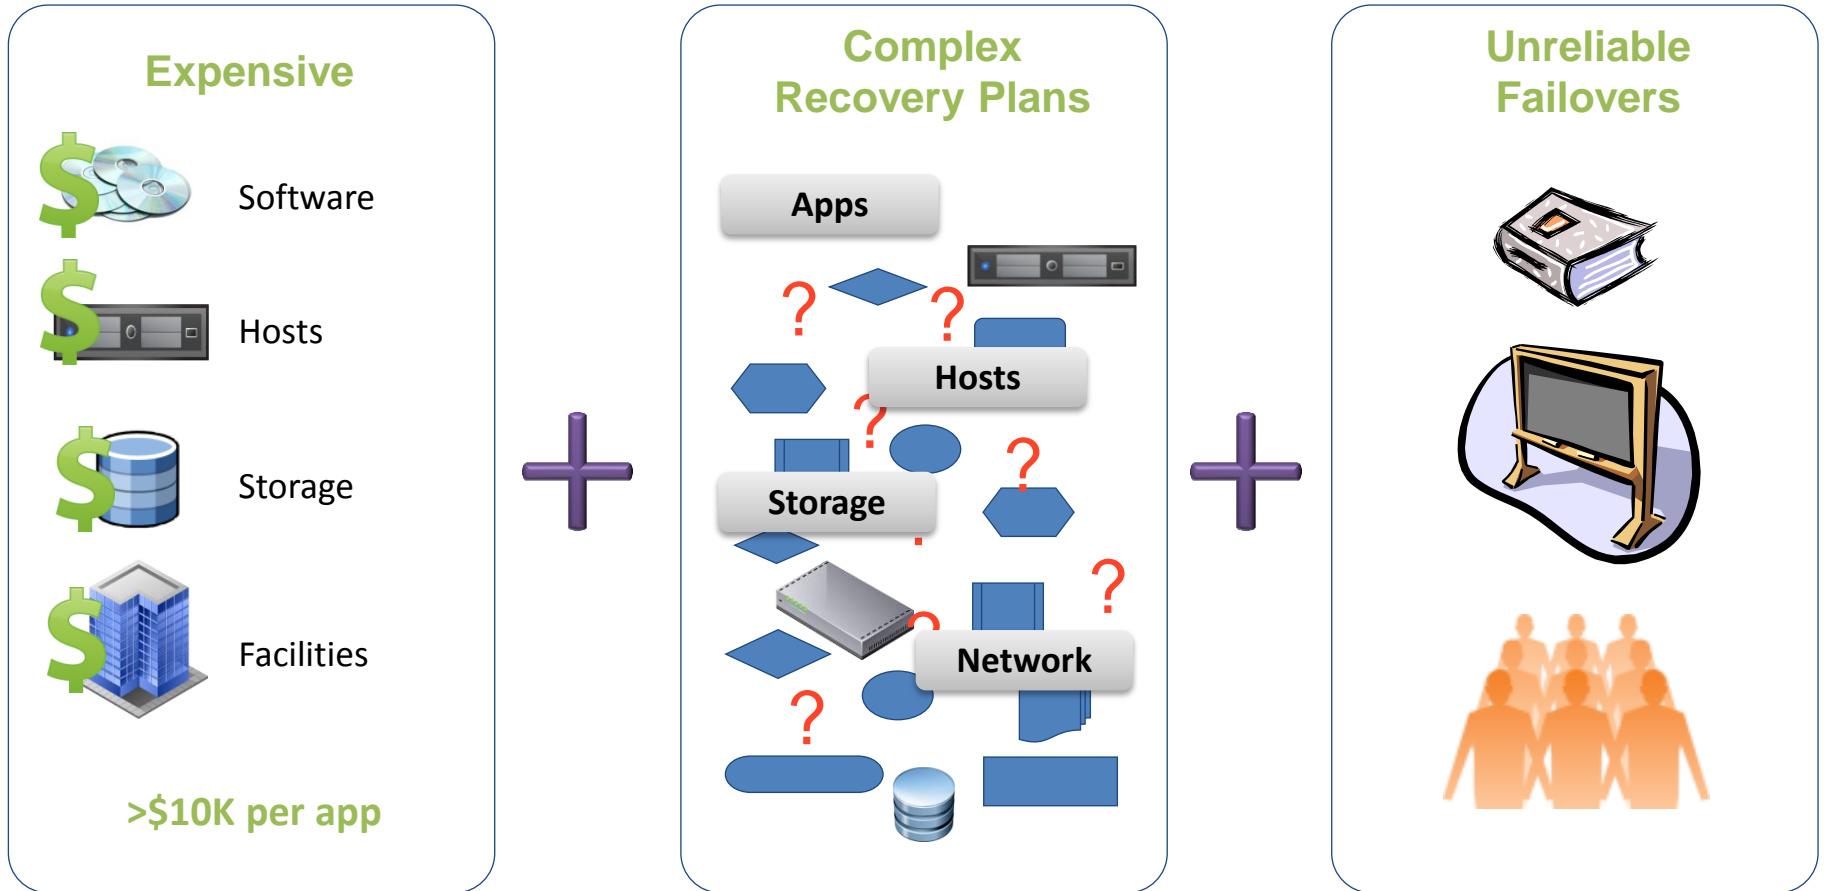 Expensive
Software
Hosts
Storage
Facilities
>$10K per app
Complex
Recovery Plans
Apps
?
?
Hosts
?
?
Storage
?
?
?
Network
?
Unreliable
Failovers